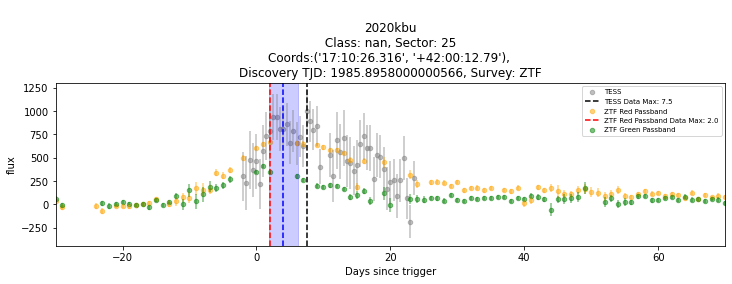 2020kbu
Class: nan, Sector: 25
Coords:('17:10:26.316', '+42:00:12.79'),
Discovery TJD: 1985.8958000000566, Survey: ZTF
1250
1000
750
500
250
0
−250
flux
TESS
TESS Data Max: 7.5
ZTF Red Passband
ZTF Red Passband Data Max: 2.0
ZTF Green Passband
−20
0
20
40
60
Days since trigger